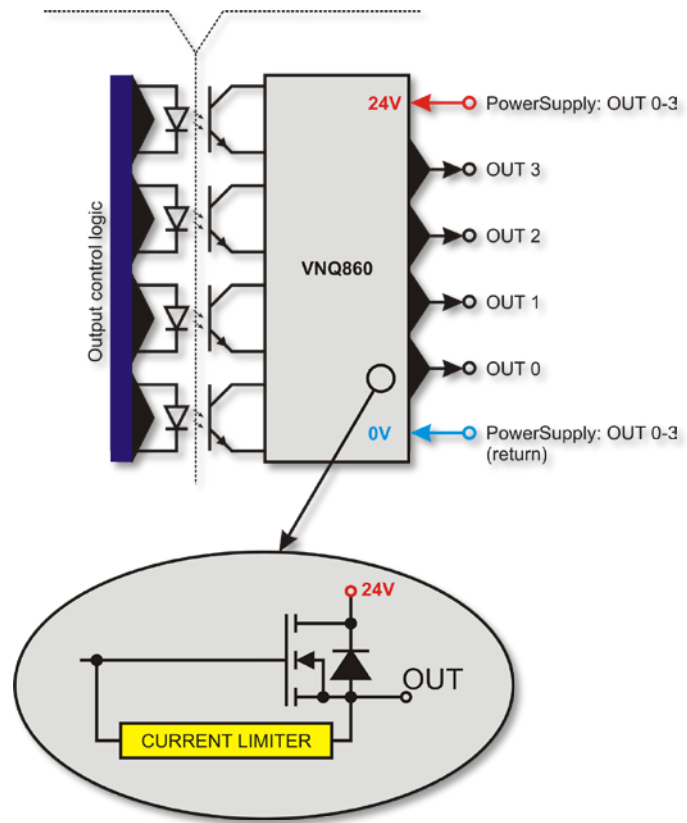 Output control logic
24V
PowerSupply: OUT 0-3
OUT 3
OUT 2
VNQ860
OUT 1
OUT 0
0V
PowerSupply: OUT 0-3
(return)
24V
OUT
CURRENT LIMITER